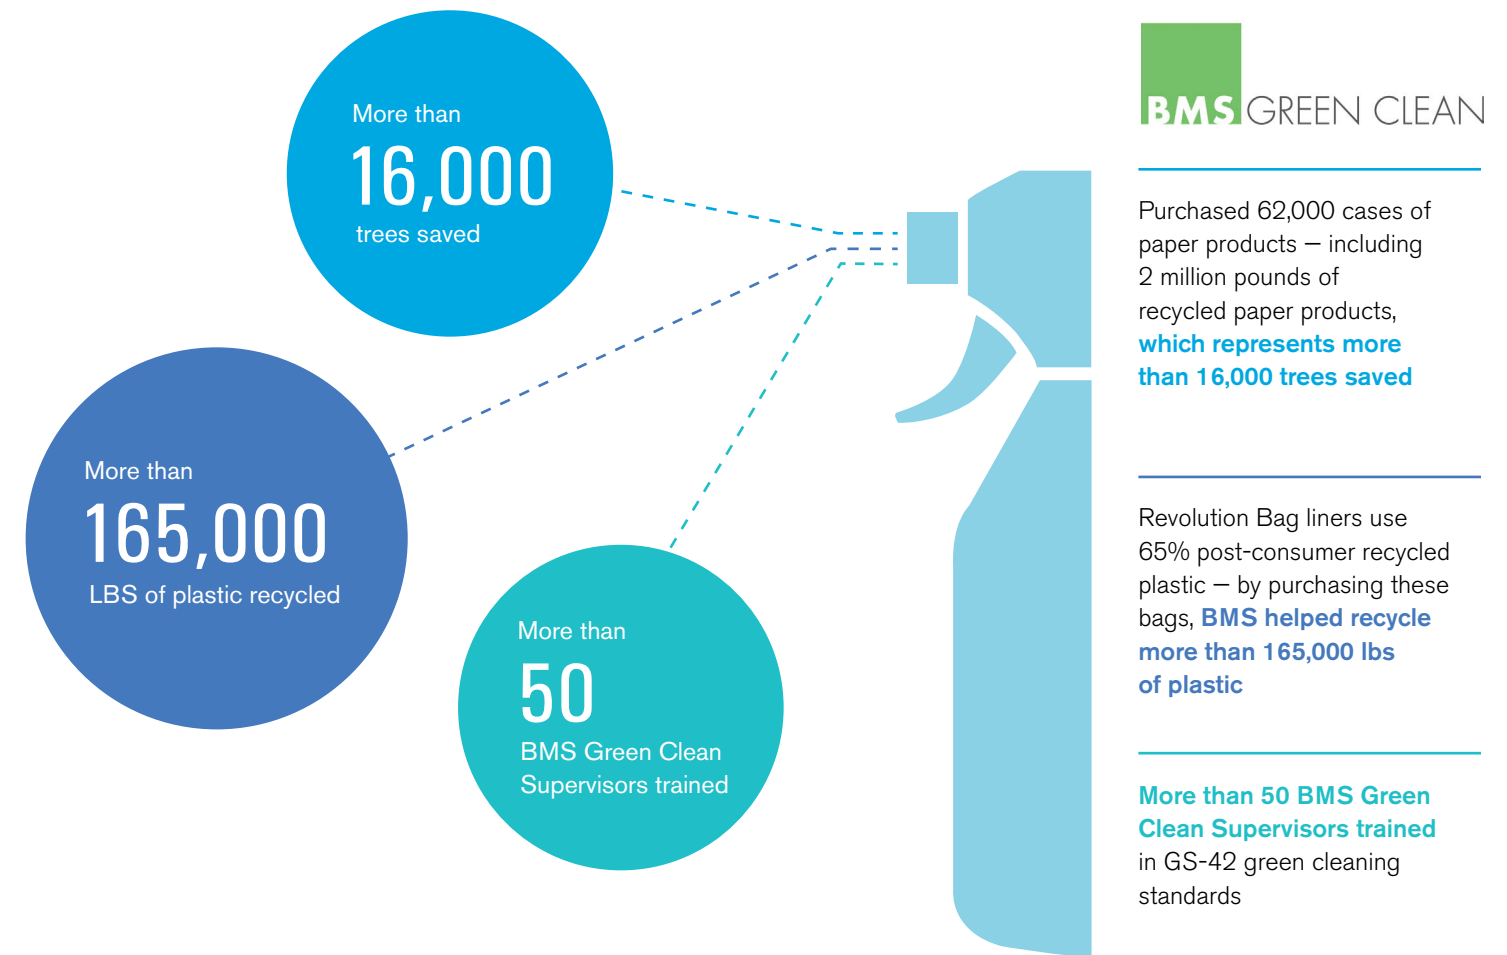 More than
16,000
trees saved
More than
165,000
LBS of plastic recycled
More than
50
BMS Green Clean
Supervisors trained
BMS GREEN CLEAN
Purchased 62,000 cases of
paper products – including
2 million pounds of
recycled paper products,
which represents more
than 16,000 trees saved
Revolution Bag liners use
65% post-consumer recycled
plastic – by purchasing these
bags, BMS helped recycle
more than 165,000 lbs
of plastic
More than 50 BMS Green
Clean Supervisors trained
in GS-42 green cleaning
standards